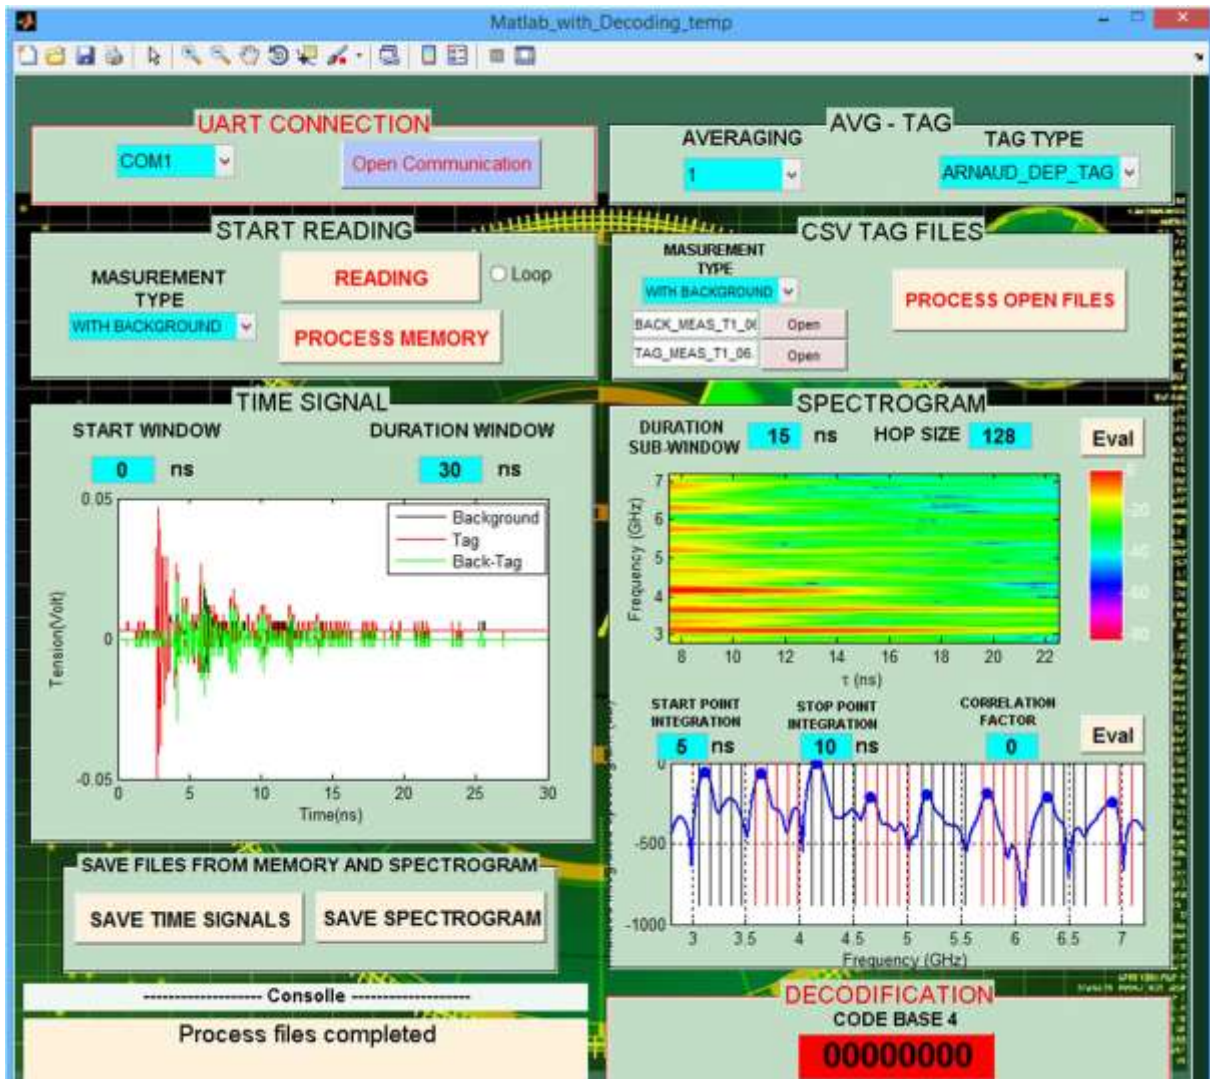 Matlab_with_Decoding_temp
UART CONNECTION
COM1
Open Communication
AVG - TAG
AVERAGING
TAG TYPE
1
ARNAUD_DEP_TAG
START READING
MASUREMENT
TYPE
WITH BACKGROUND
READING
Loop
PROCESS MEMORY
CSV TAG FILES
MASUREMENT
TYPE
WITH BACKGROUND
BACK_MEAS_T1_06
Open
TAG_MEAS_T1_06.
Open
PROCESS OPEN FILES
TIME SIGNAL
START WINDOW
DURATION WINDOW
0 ns
30 ns
0.05
0
-0.05
Tension(Volt)
Background
Tag
Back-Tag
0 5 10 15 20 25 30
Time(ns)
SPECTROGRAM
DURATION
SUB-WINDOW
15 ns
HOP SIZE 128
Eval
7
6
5
4
3
Frequency (GHz)
8 10 12 14 16 18 20 22
τ (ns)
0
-20
-40
-60
-80
START POINT
INTEGRATION
5 ns
STOP POINT
INTEGRATION
10 ns
CORRELATION
FACTOR
0
Eval
0
-500
-1000
3 3.5 4 4.5 5 5.5 6 6.5 7
Frequency (GHz)
SAVE FILES FROM MEMORY AND SPECTROGRAM
SAVE TIME SIGNALS
SAVE SPECTROGRAM
------------------- Consolle -------------------
Process files completed
DECODIFICATION
CODE BASE 4
00000000